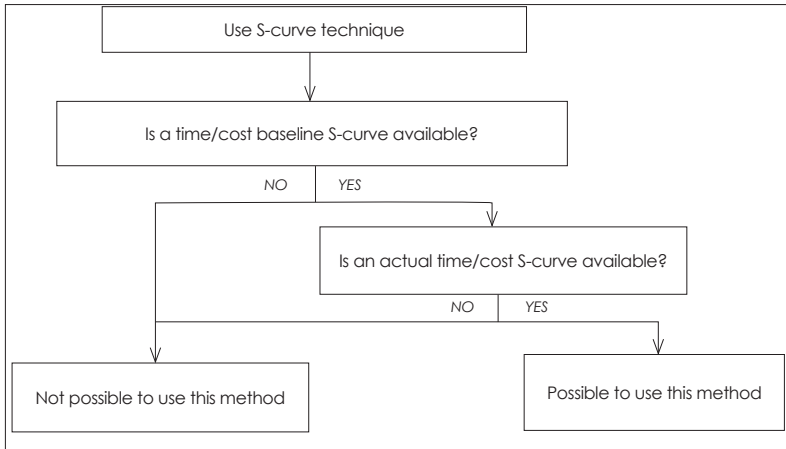 Use S-curve technique
Is a time/cost baseline S-curve available?
NO YES
Is an actual time/cost S-curve available?
NO YES
Not possible to use this method
Possible to use this method